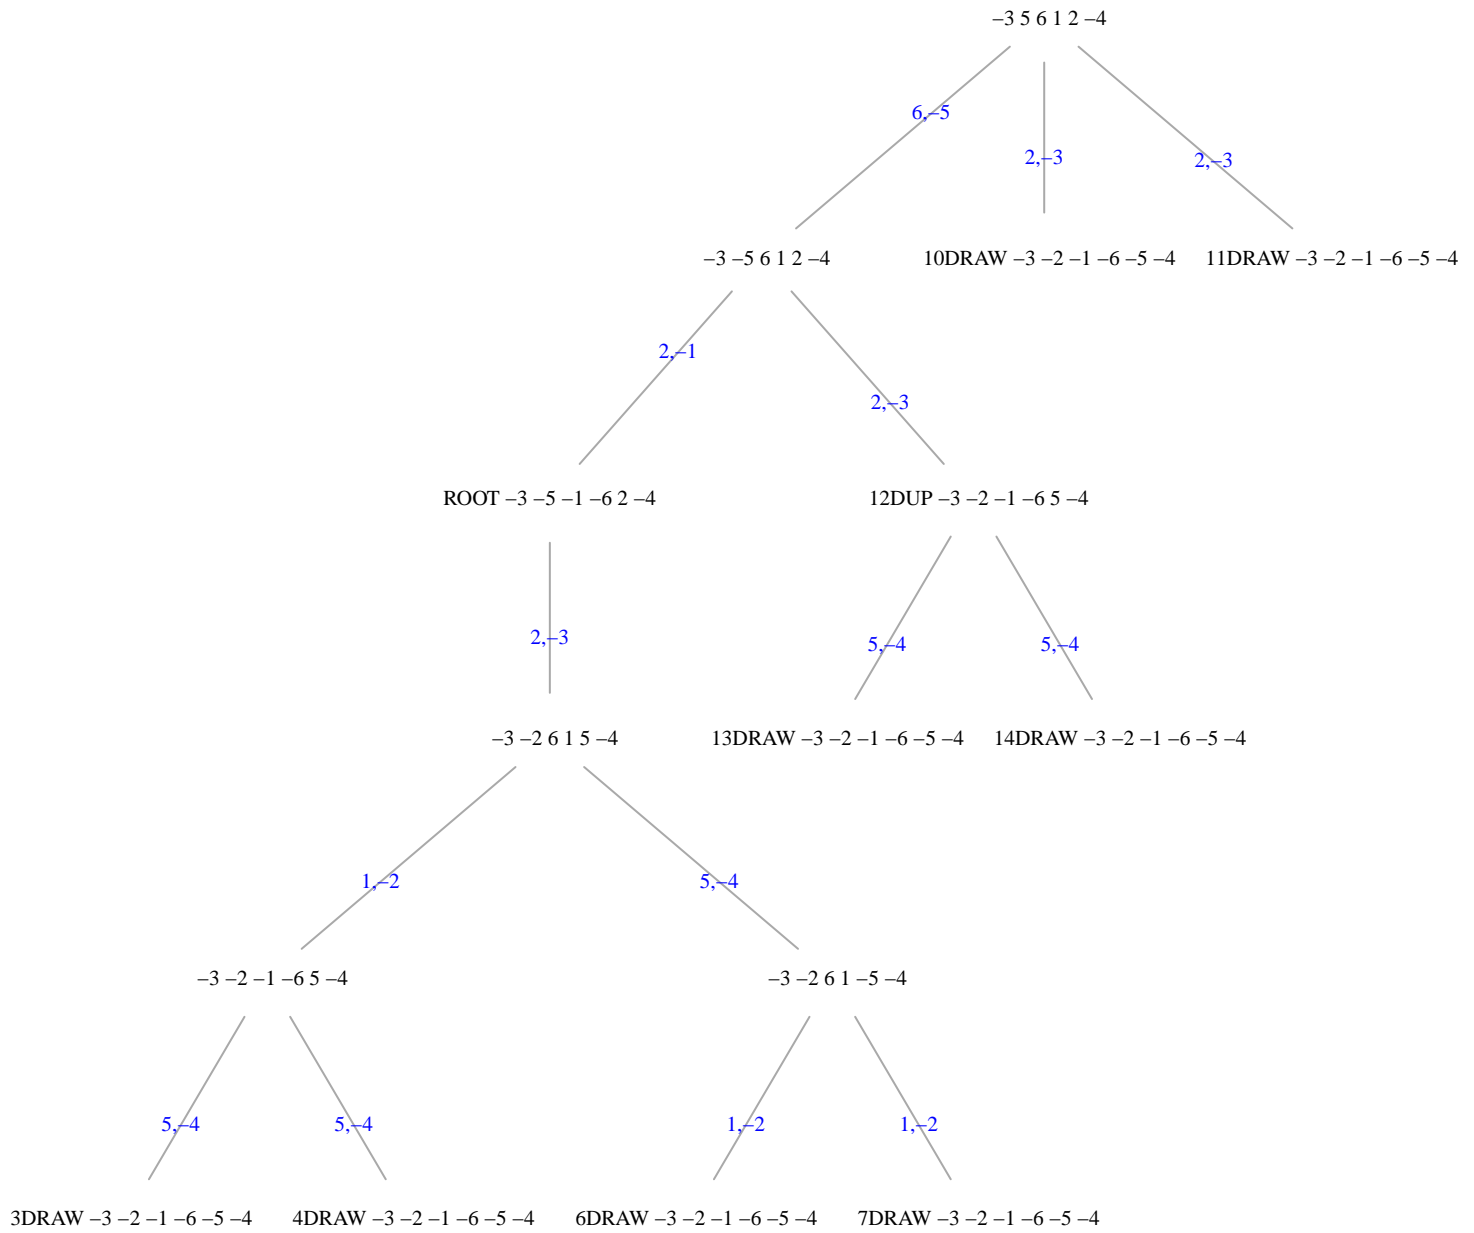 –3 5 6 1 2 –4
6,–5
2,–3
2,–3
–3 –5 6 1 2 –4
10DRAW –3 –2 –1 –6 –5 –4
11DRAW –3 –2 –1 –6 –5 –4
2,–1
2,–3
ROOT –3 –5 –1 –6 2 –4
12DUP –3 –2 –1 –6 5 –4
2,–3
5,–4
5,–4
–3 –2 6 1 5 –4
13DRAW –3 –2 –1 –6 –5 –4
14DRAW –3 –2 –1 –6 –5 –4
1,–2
5,–4
–3 –2 –1 –6 5 –4
–3 –2 6 1 –5 –4
5,–4
5,–4
1,–2
1,–2
3DRAW –3 –2 –1 –6 –5 –4
4DRAW –3 –2 –1 –6 –5 –4
6DRAW –3 –2 –1 –6 –5 –4
7DRAW –3 –2 –1 –6 –5 –4